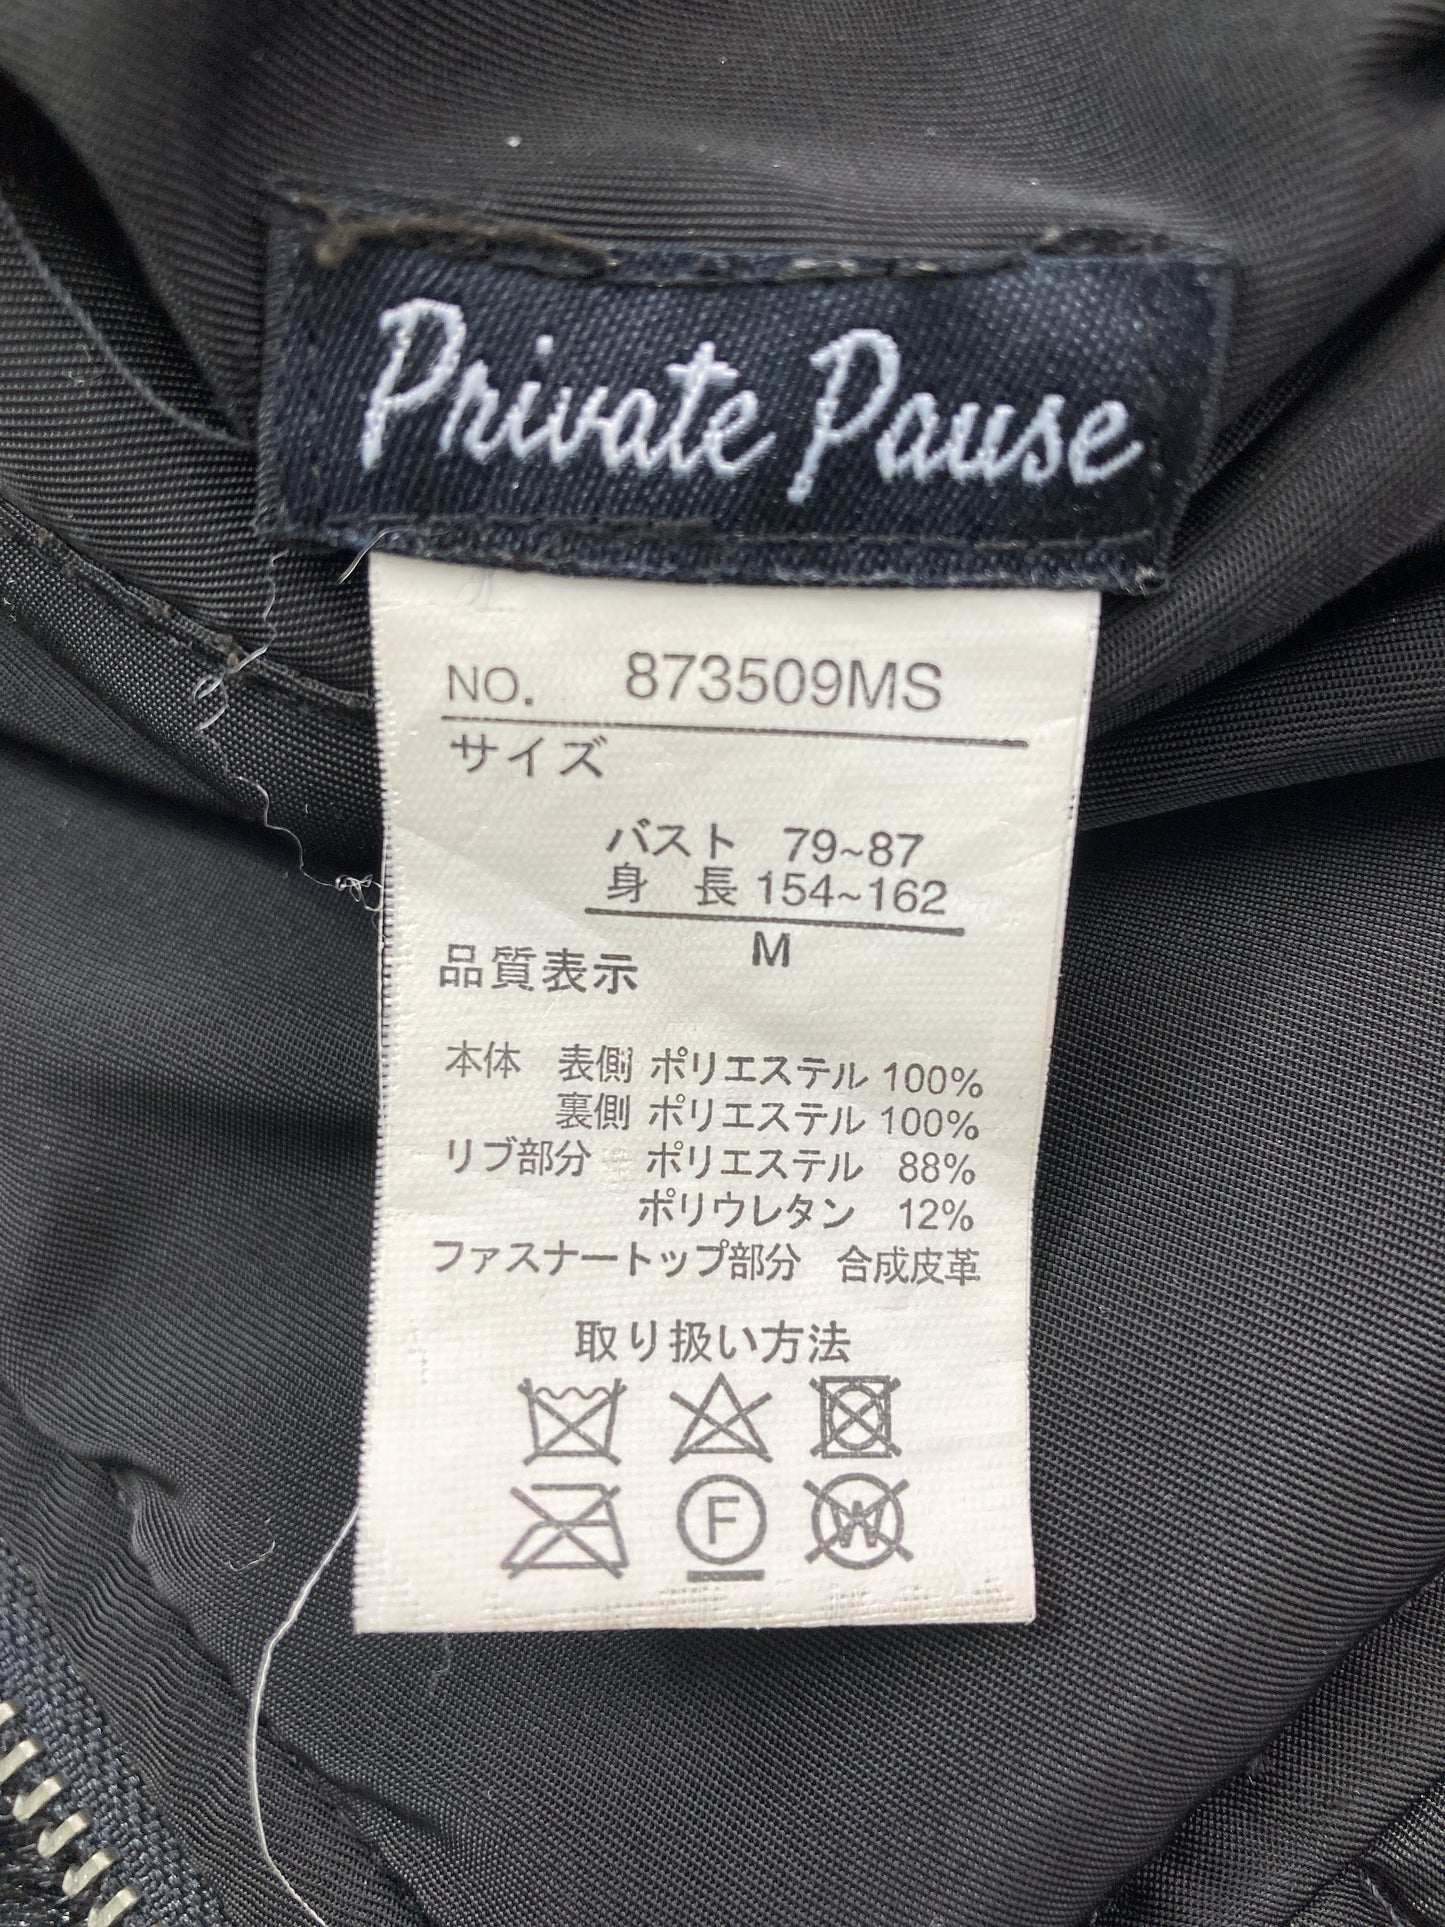 Private Pause
NO. 873509MS
サイズ
バスト 79~87
身 長 154~162
M
品質表示
本体 表側 ポリエステル 100%
裏側 ポリエステル 100%
リブ部分 ポリエステル 88%
ポリウレタン 12%
ファスナートップ部分 合成皮革
取り扱い方法
F W